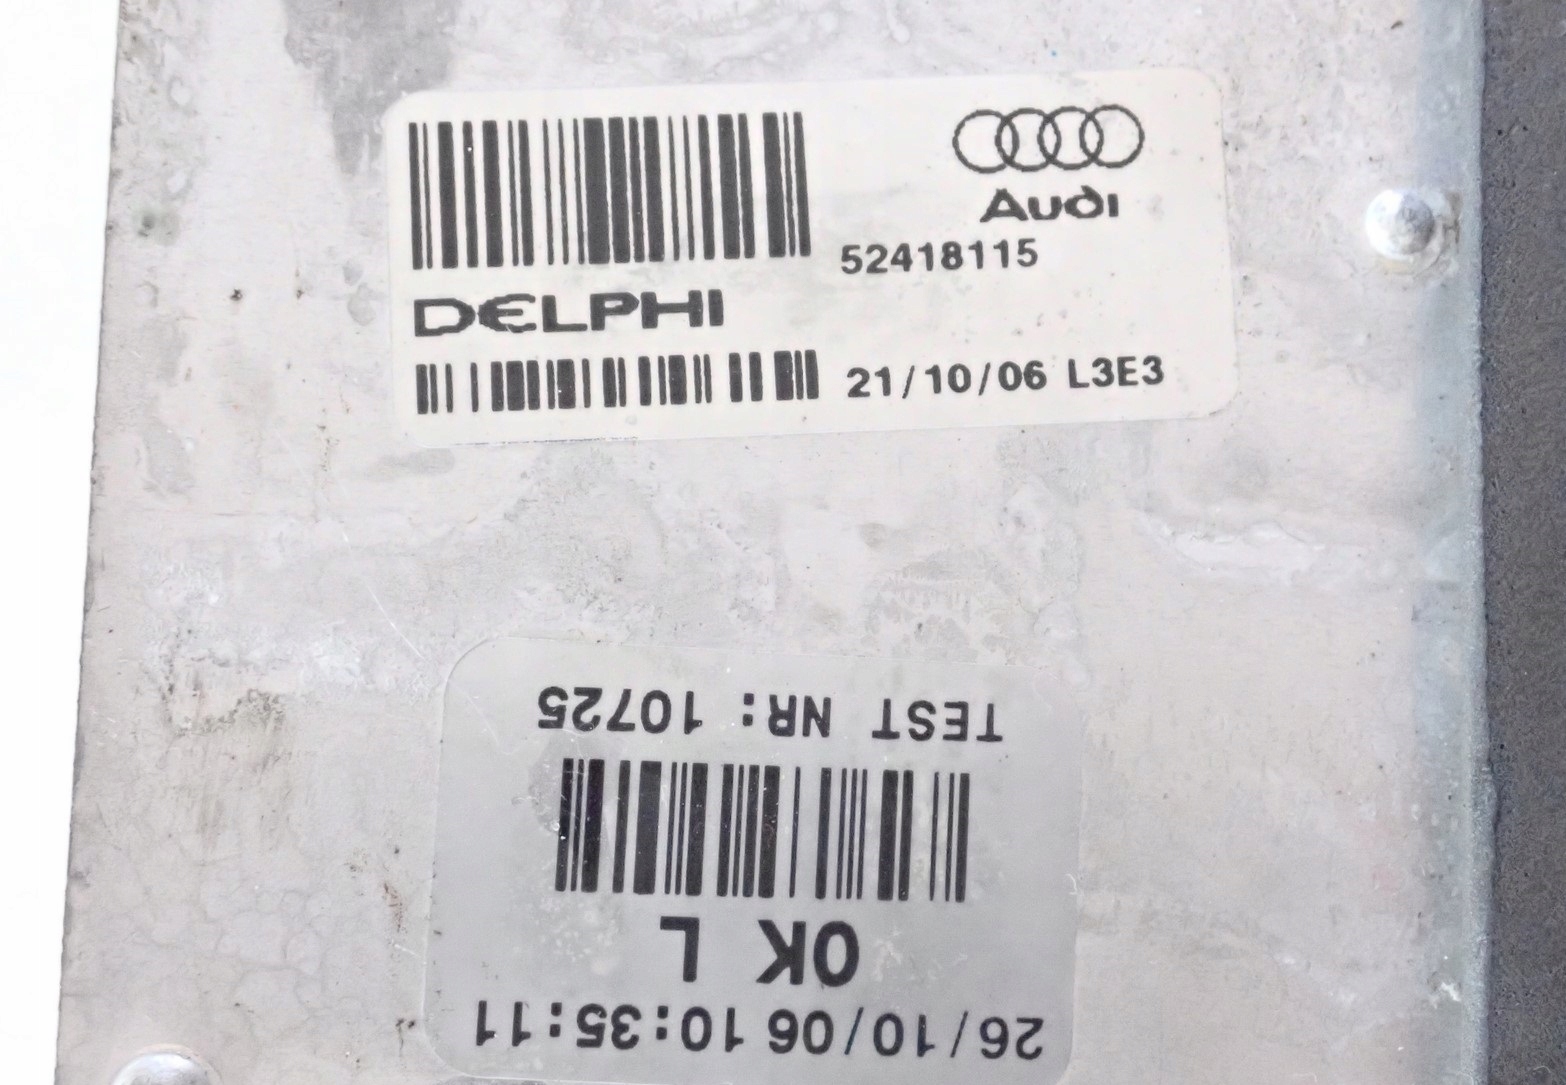 Audi
52418115
DELPHI
21/10/06 L3E3
26/10/06 10:35:11
OK L
TEST NR: 10725